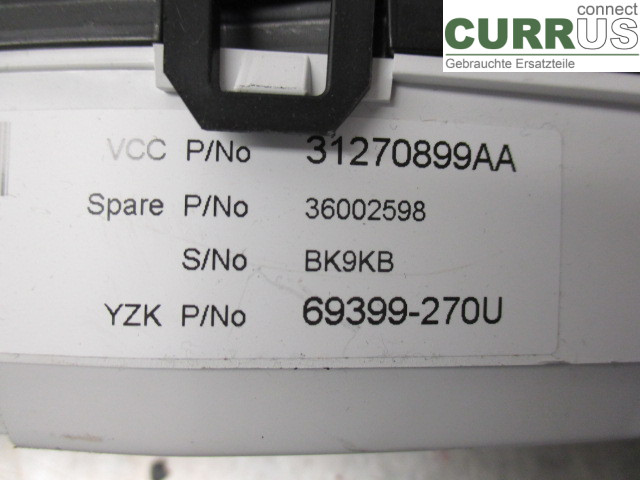 connect
CURRUS
Gebrauchte Ersatzteile
VCC P/No 31270899AA
Spare P/No 36002598
S/No BK9KB
YZK P/No 69399-270U